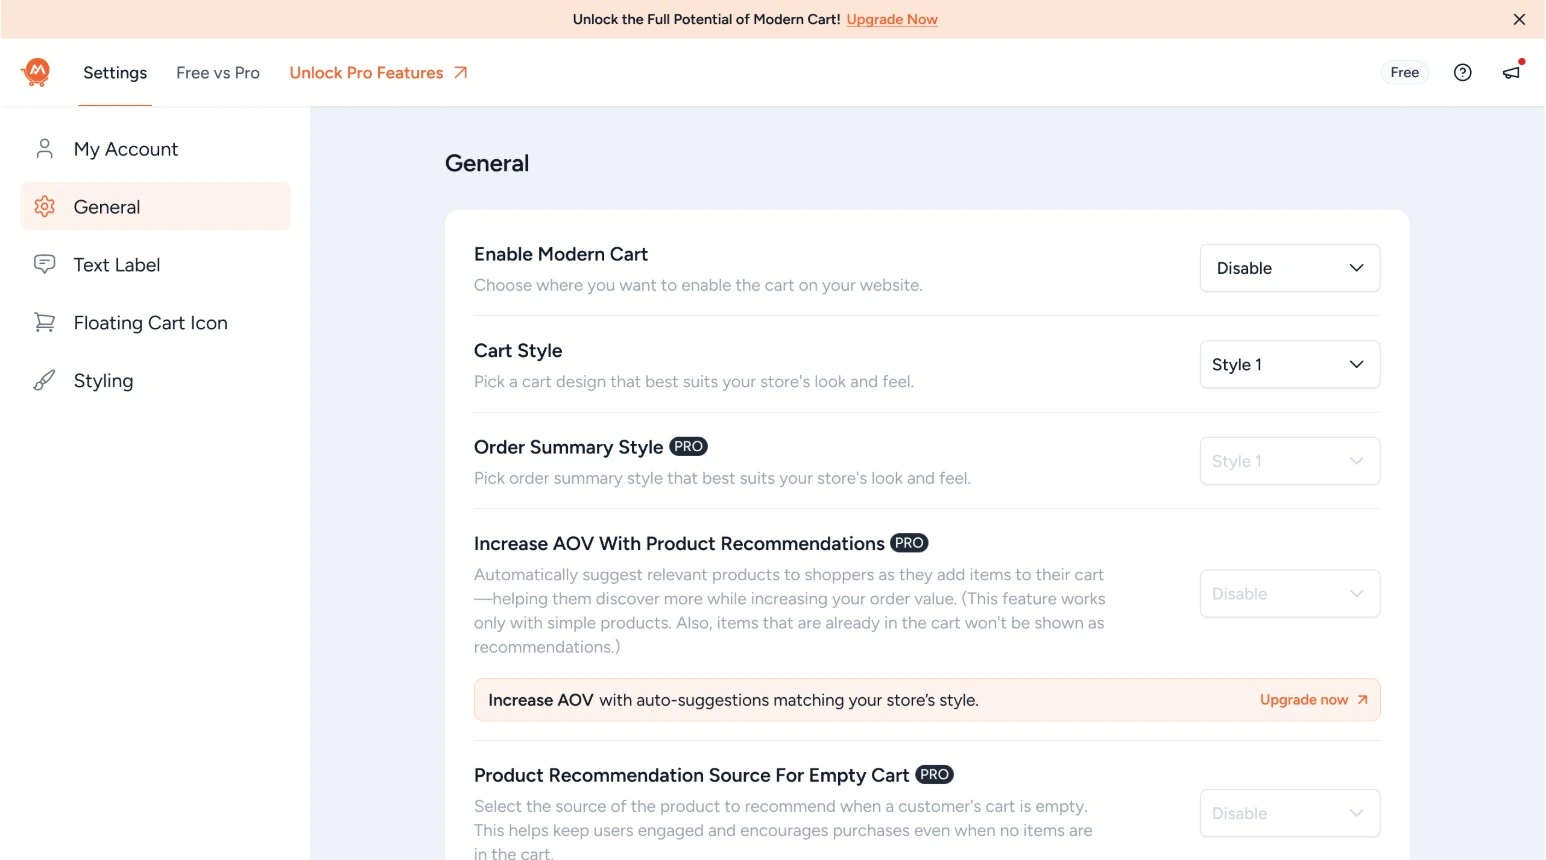 Unlock the Full Potential of Modern Cart! Upgrade Now
Settings
Free vs Pro
Unlock Pro Features
Free
My Account
General
Text Label
Floating Cart Icon
Styling
General
Enable Modern Cart
Choose where you want to enable the cart on your website.
Disable
Cart Style
Pick a cart design that best suits your store's look and feel.
Style 1
Order Summary Style PRO
Pick order summary style that best suits your store's look and feel.
Style 1
Increase AOV With Product Recommendations PRO
Automatically suggest relevant products to shoppers as they add items to their cart
—helping them discover more while increasing your order value. (This feature works
only with simple products. Also, items that are already in the cart won't be shown as
recommendations.)
Disable
Increase AOV with auto-suggestions matching your store’s style.
Upgrade now
Product Recommendation Source For Empty Cart PRO
Select the source of the product to recommend when a customer's cart is empty.
This helps keep users engaged and encourages purchases even when no items are
in the cart.
Disable